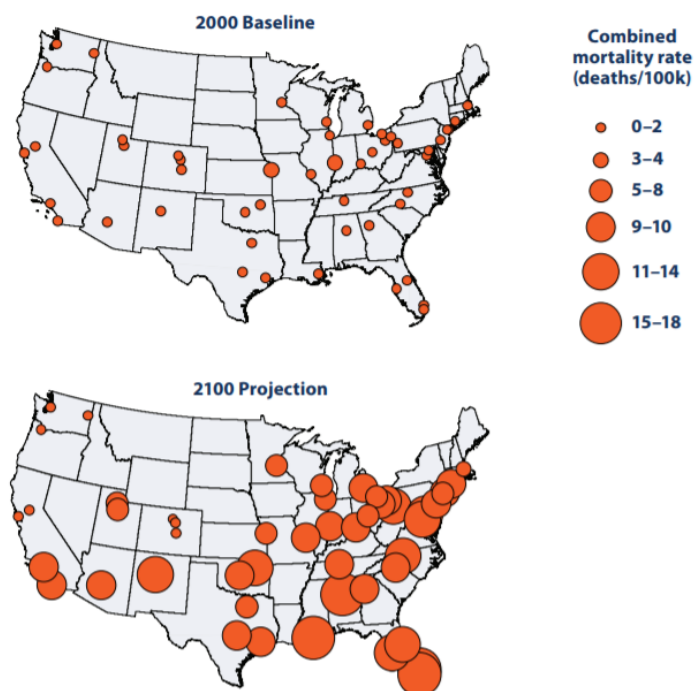 2000 Baseline
Combined
mortality rate
(deaths/100k)
0–2
3–4
5–8
9–10
11–14
15–18
2100 Projection